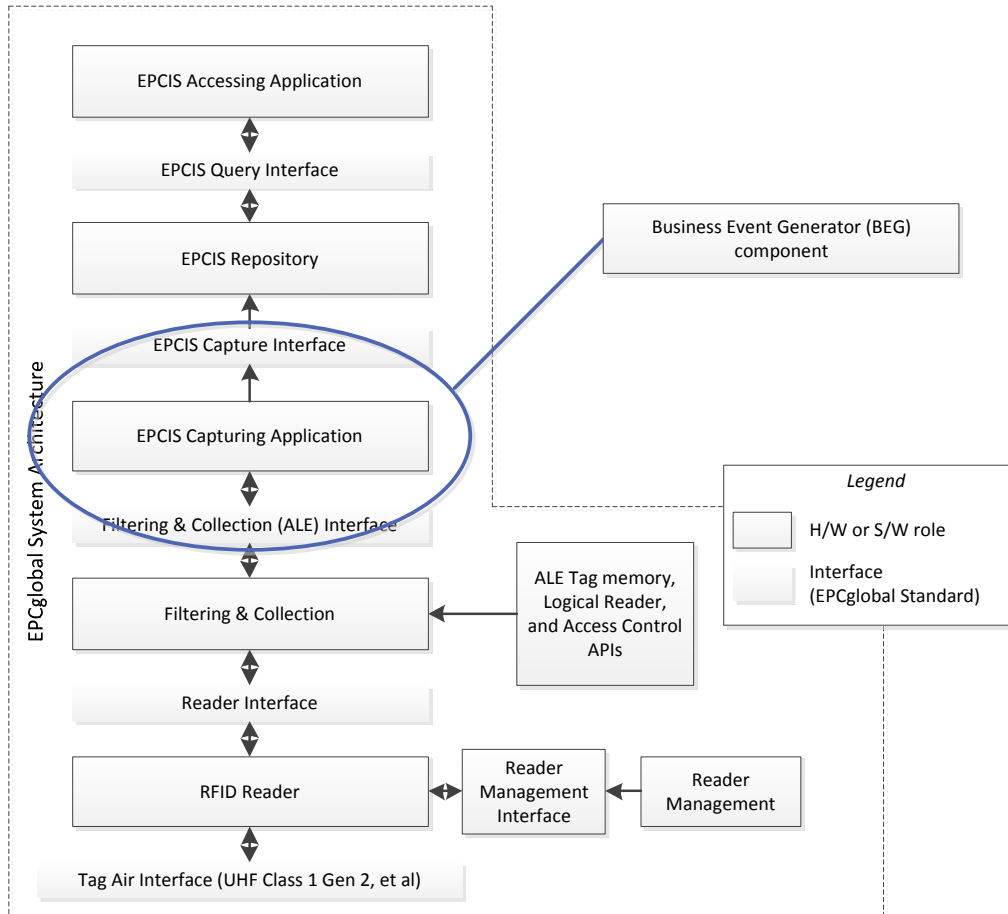 EPCIS Accessing Application
EPCIS Query Interface
EPCIS Repository
Business Event Generator (BEG)
component
EPCIS Capture Interface
EPCIS Capturing Application
Filtering & Collection (ALE) Interface
EPCglobal System Architecture
Filtering & Collection
ALE Tag memory,
Logical Reader,
and Access Control
APIs
Legend
H/W or S/W role
Interface
(EPCglobal Standard)
Reader Interface
RFID Reader
Reader
Management
Interface
Reader
Management
Tag Air Interface (UHF Class 1 Gen 2, et al)